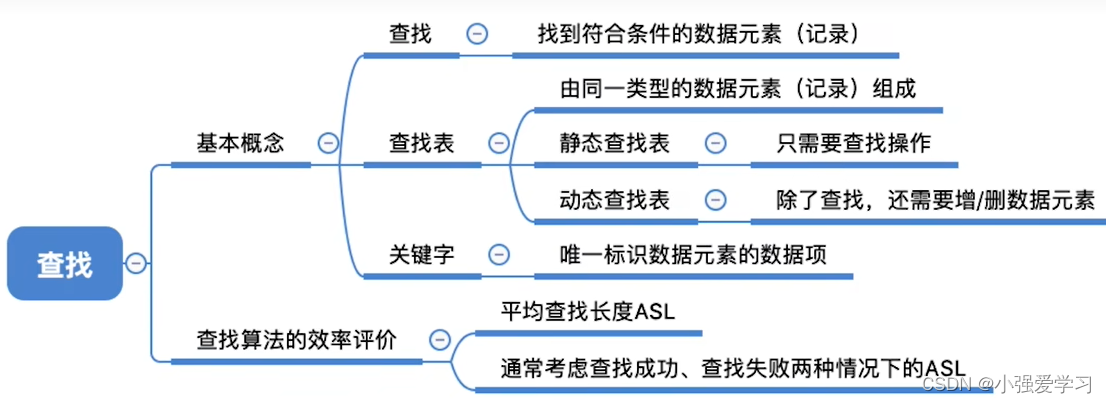 查找
基本概念
查找
找到符合条件的数据元素（记录）
查找表
由同一类型的数据元素（记录）组成
静态查找表
只需要查找操作
动态查找表
除了查找，还需要增/删数据元素
关键字
唯一标识数据元素的数据项
查找算法的效率评价
平均查找长度ASL
通常考虑查找成功、查找失败两种情况下的ASL
CSDN @小强爱学习